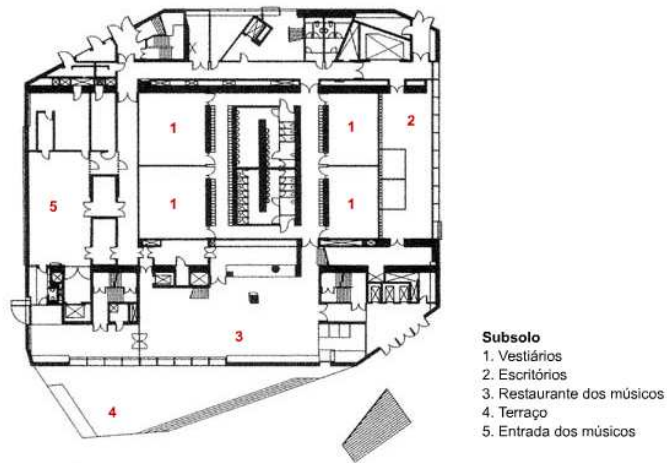 1
1
2
1
1
5
3
4
Subsolo
1. Vestiários
2. Escritórios
3. Restaurante dos músicos
4. Terraço
5. Entrada dos músicos